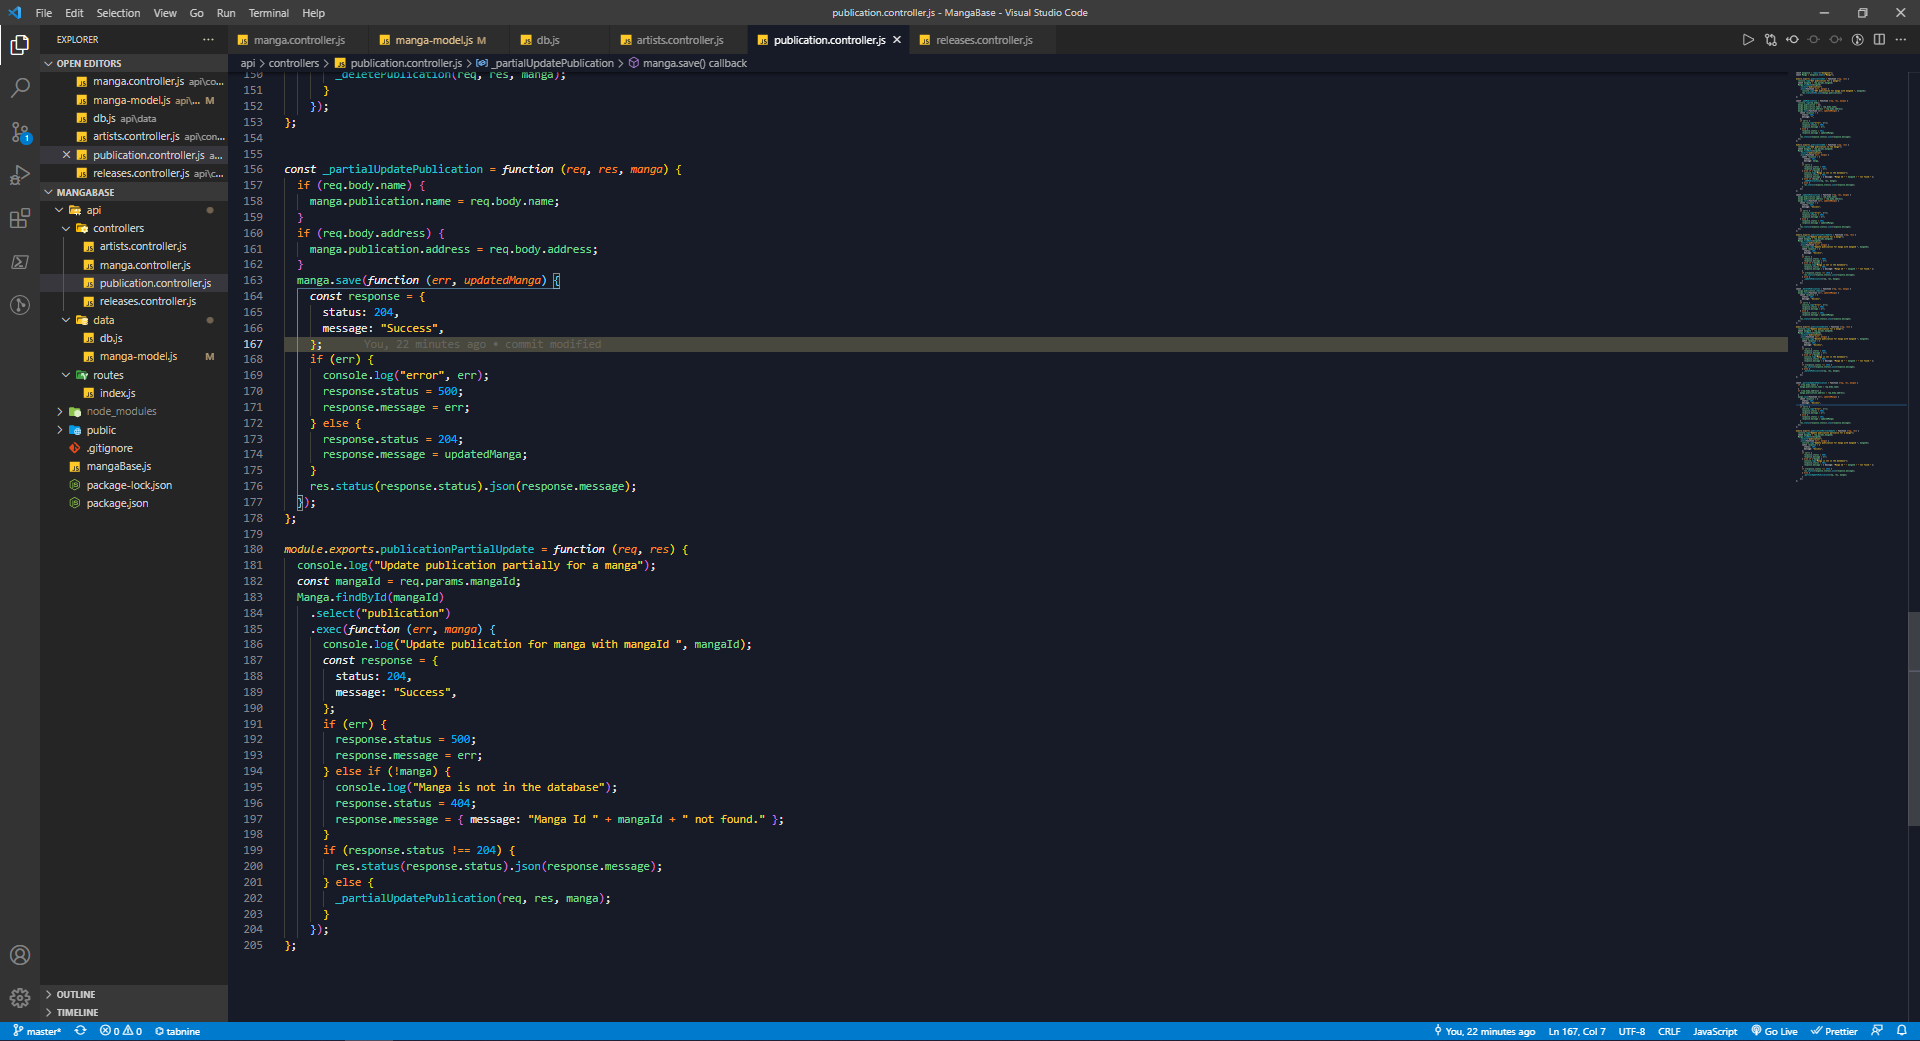 File Edit Selection View Go Run Terminal Help
publication.controller.js - MangaBase - Visual Studio Code
EXPLORER
OPEN EDITORS
manga.controller.js api\co...
manga-model.js api\... M
db.js api\data
artists.controller.js api\con...
publication.controller.js a...
releases.controller.js api\c...
MANGABASE
api
controllers
artists.controller.js
manga.controller.js
publication.controller.js
releases.controller.js
data
db.js
manga-model.js M
routes
index.js
node_modules
public
.gitignore
mangaBase.js
package-lock.json
package.json
OUTLINE
TIMELINE
manga.controller.js manga-model.js M db.js artists.controller.js publication.controller.js releases.controller.js
api > controllers > publication.controller.js > _partialUpdatePublication > manga.save() callback
150 _deletePublication(req, res, manga);
151 }
152 });
153 };
154
155
156 const _partialUpdatePublication = function (req, res, manga) {
157 if (req.body.name) {
158 manga.publication.name = req.body.name;
159 }
160 if (req.body.address) {
161 manga.publication.address = req.body.address;
162 }
163 manga.save(function (err, updatedManga) {
164 const response = {
165 status: 204,
166 message: "Success",
167 }; You, 22 minutes ago • commit modified
168 if (err) {
169 console.log("error", err);
170 response.status = 500;
171 response.message = err;
172 } else {
173 response.status = 204;
174 response.message = updatedManga;
175 }
176 res.status(response.status).json(response.message);
177 });
178 };
179
180 module.exports.publicationPartialUpdate = function (req, res) {
181 console.log("Update publication partially for a manga");
182 const mangaId = req.params.mangaId;
183 Manga.findById(mangaId)
184 .select("publication")
185 .exec(function (err, manga) {
186 console.log("Update publication for manga with mangaId ", mangaId);
187 const response = {
188 status: 204,
189 message: "Success",
190 };
191 if (err) {
192 response.status = 500;
193 response.message = err;
194 } else if (!manga) {
195 console.log("Manga is not in the database");
196 response.status = 404;
197 response.message = { message: "Manga Id " + mangaId + " not found." };
198 }
199 if (response.status !== 204) {
200 res.status(response.status).json(response.message);
201 } else {
202 _partialUpdatePublication(req, res, manga);
203 }
204 });
205 };
master* 0 0 tabnine
You, 22 minutes ago Ln 167, Col 7 UTF-8 CRLF JavaScript Go Live Prettier